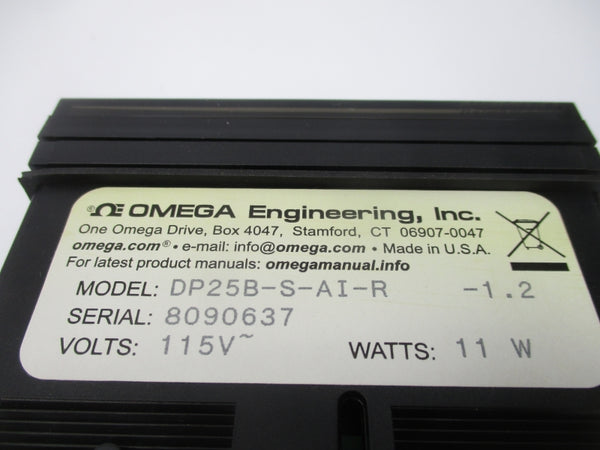 ®ΩE OMEGA Engineering, Inc.
One Omega Drive, Box 4047, Stamford, CT 06907-0047
omega.com® • e-mail: info@omega.com • Made in U.S.A.
For latest product manuals: omegamanual.info
MODEL: DP25B-S-AI-R -1.2
SERIAL: 8090637
VOLTS: 115V~ WATTS: 11 W